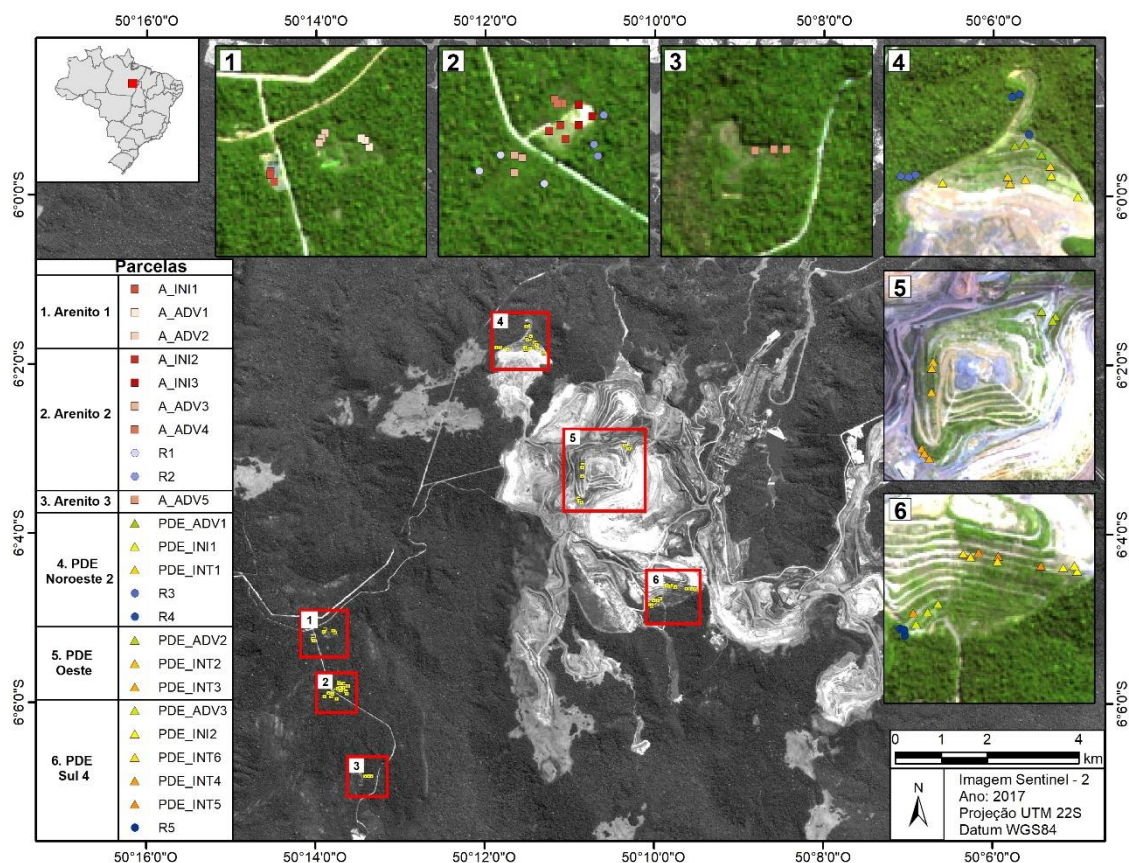 50°16'0"O 50°14'0"O 50°12'0"O 50°10'0"O 50°8'0"O 50°6'0"O
1
2
3
4
6°0'0"S
6°0'0"S
Parcelas
1. Arenito 1
A_INI1
A_ADV1
A_ADV2
2. Arenito 2
A_INI2
A_INI3
A_ADV3
A_ADV4
R1
R2
3. Arenito 3
A_ADV5
4. PDE
Noroeste 2
PDE_ADV1
PDE_INI1
PDE_INT1
R3
R4
5. PDE
Oeste
PDE_ADV2
PDE_INT2
PDE_INT3
6. PDE
Sul 4
PDE_ADV3
PDE_INI2
PDE_INT6
PDE_INT4
PDE_INT5
R5
4
5
6
1
2
3
5
6
6°2'0"S
6°4'0"S
6°6'0"S
6°2'0"S
6°4'0"S
6°6'0"S
0 1 2 4
km
N
Imagem Sentinel - 2
Ano: 2017
Projeção UTM 22S
Datum WGS84
50°16'0"O 50°14'0"O 50°12'0"O 50°10'0"O 50°8'0"O 50°6'0"O